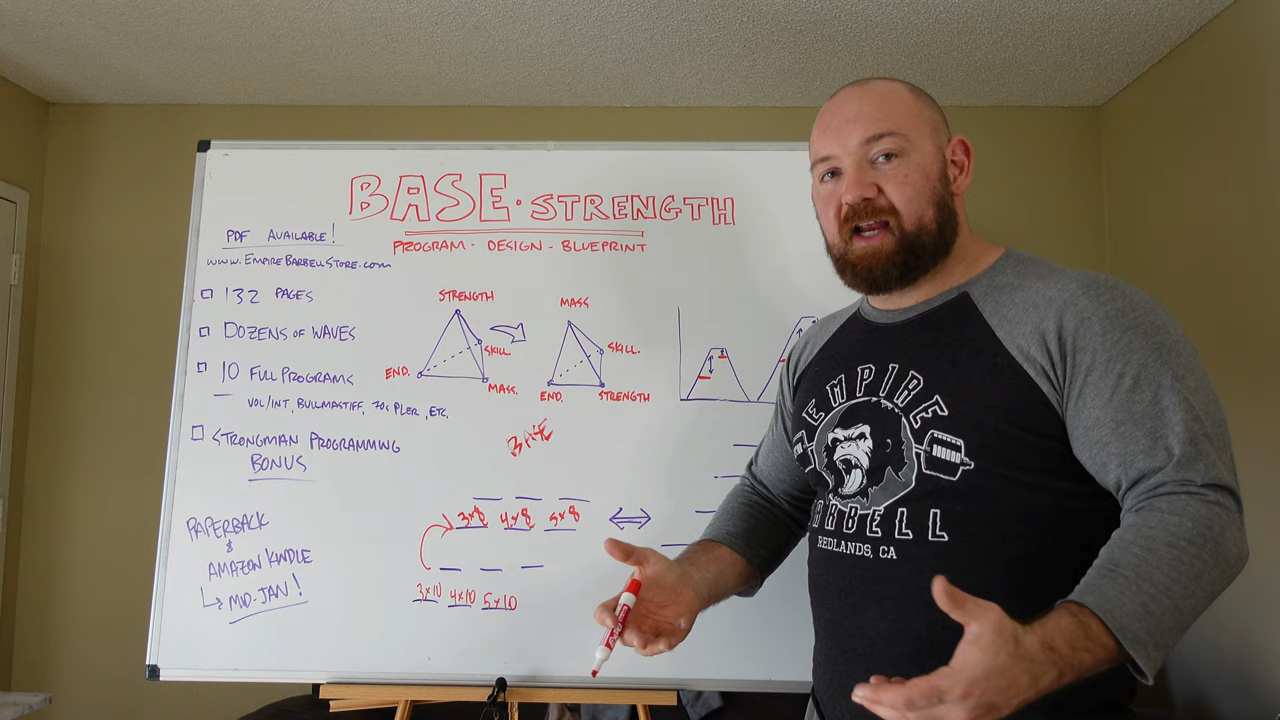 BASE · STRENGTH
PROGRAM - DESIGN - BLUEPRINT
PDF AVAILABLE!
www.EmpireBarbellStore.com
132 PAGES
DOZENS OF WAVES
10 FULL PROGRAMS
VOL/INT, BULLMASTIFF, 70s PLER, ETC.
STRONGMAN PROGRAMMING
BONUS
PAPERBACK
&
AMAZON KINDLE
MID-JAN!
STRENGTH
SKILL.
END.
MASS.
MASS
SKILL.
END.
STRENGTH
BASE
3x8 4x8 5x8
3x10 4x10 5x10
EMPIRE
BARBELL
REDLANDS, CA